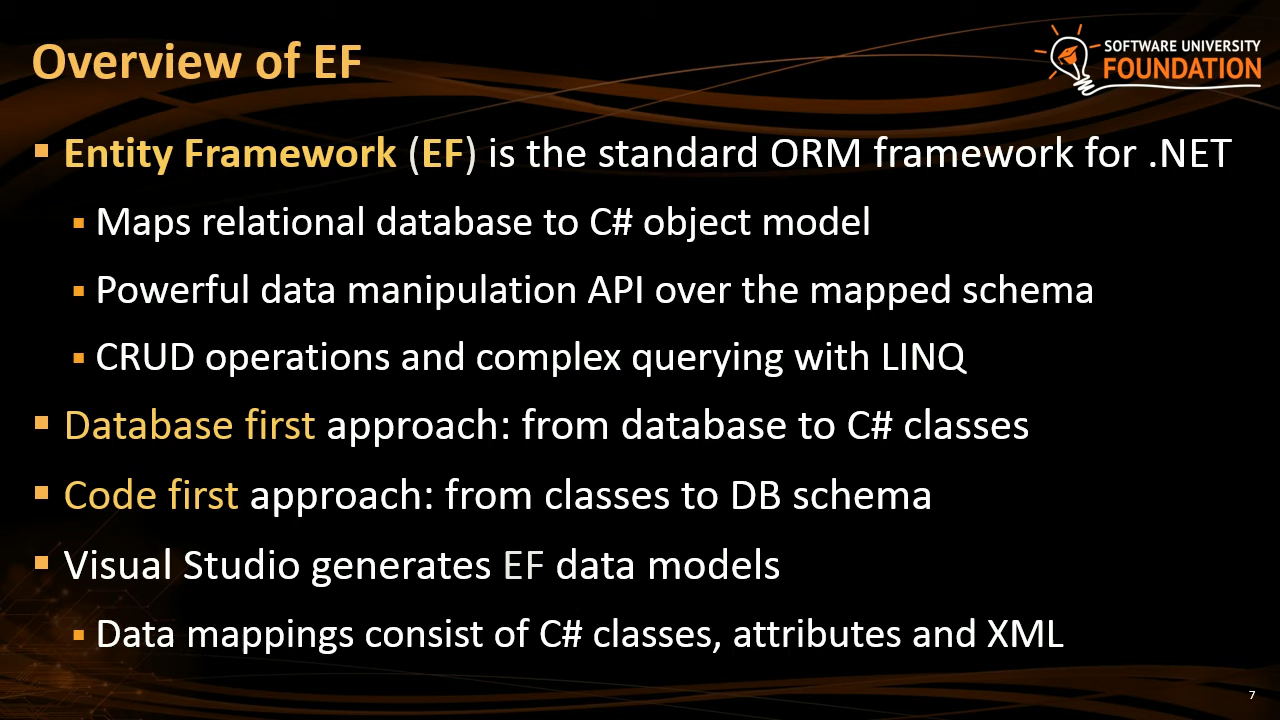 Overview of EF
SOFTWARE UNIVERSITY
FOUNDATION
Entity Framework (EF) is the standard ORM framework for .NET
Maps relational database to C# object model
Powerful data manipulation API over the mapped schema
CRUD operations and complex querying with LINQ
Database first approach: from database to C# classes
Code first approach: from classes to DB schema
Visual Studio generates EF data models
Data mappings consist of C# classes, attributes and XML
7